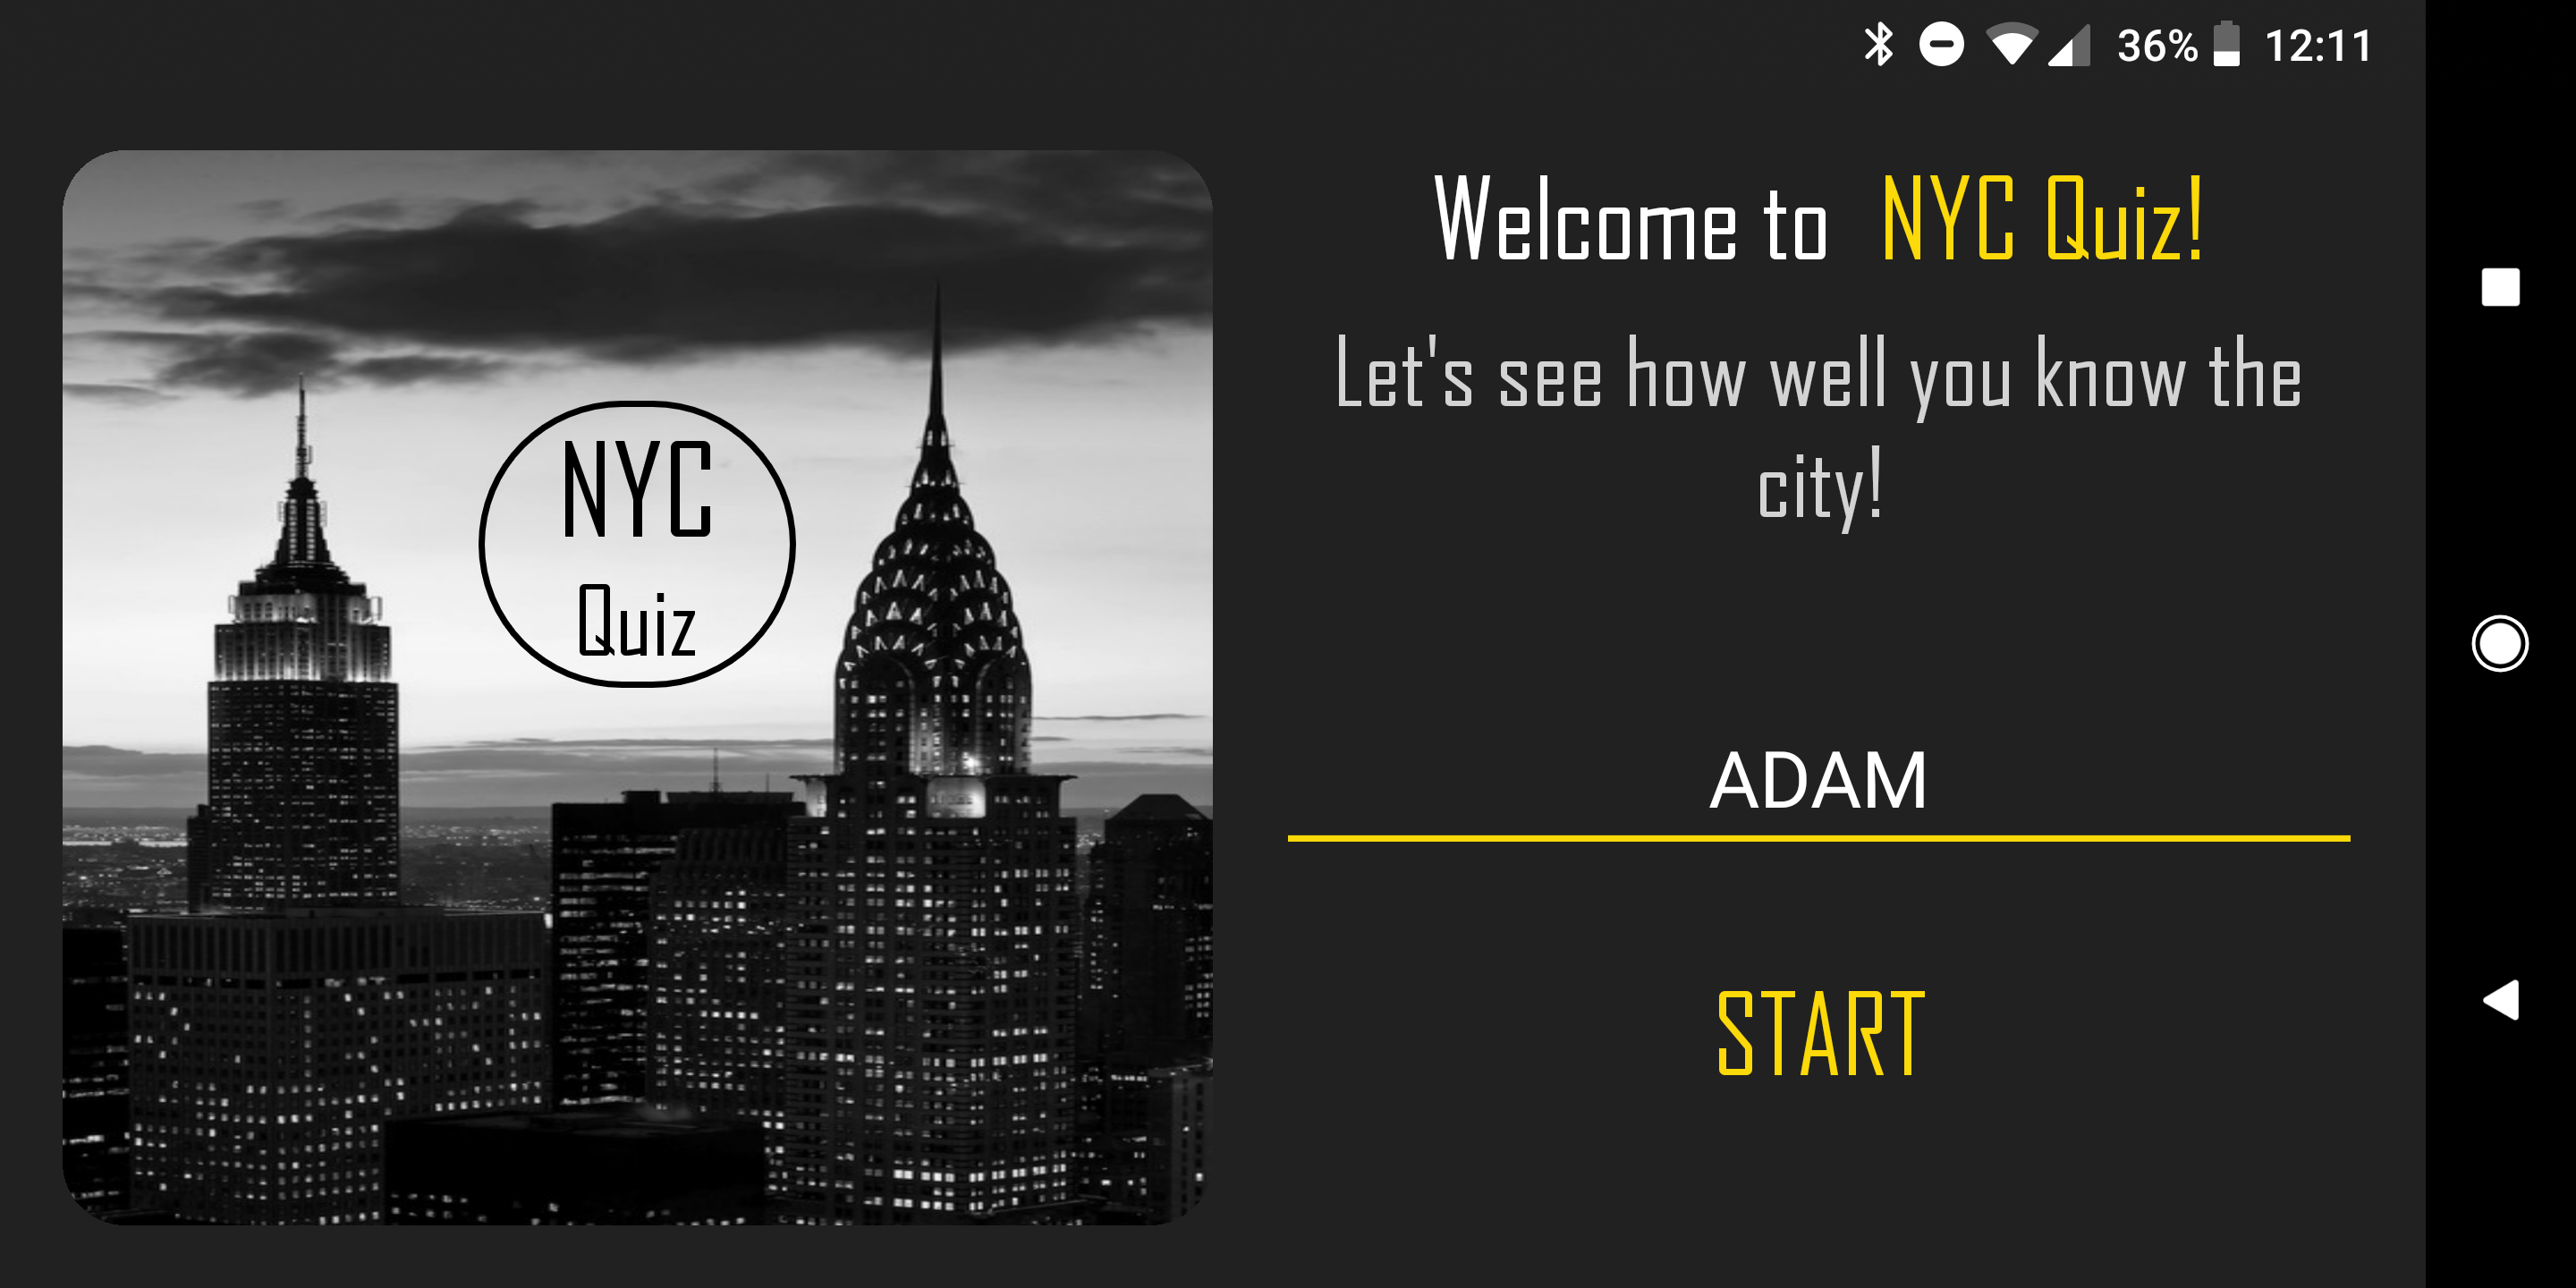 36% 12:11
NYC
Quiz
Welcome to NYC Quiz!
Let's see how well you know the
city!
ADAM
START